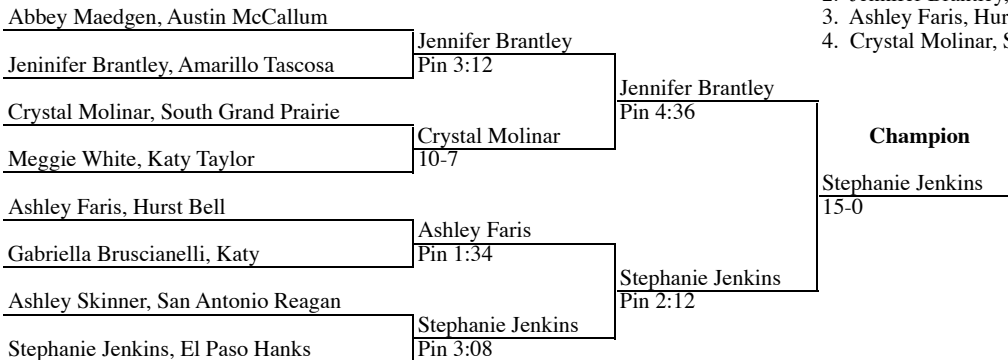 Abbey Maedgen, Austin McCallum
Jeninifer Brantley, Amarillo Tascosa
Crystal Molinar, South Grand Prairie
Meggie White, Katy Taylor
Ashley Faris, Hurst Bell
Gabriella Bruscianelli, Katy
Ashley Skinner, San Antonio Reagan
Stephanie Jenkins, El Paso Hanks
Jennifer Brantley
Pin 3:12
Crystal Molinar
10-7
Ashley Faris
Pin 1:34
Stephanie Jenkins
Pin 3:08
Jennifer Brantley
Pin 4:36
Stephanie Jenkins
Pin 2:12
Champion
Stephanie Jenkins
15-0
3. Ashley Faris,
4. Crystal Molinar,